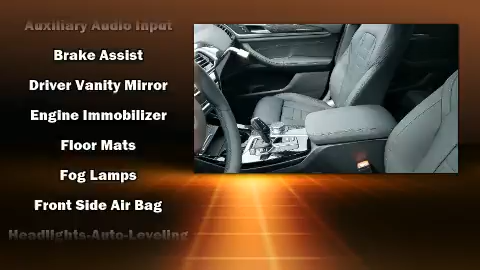 Auxiliary Audio Input
Brake Assist
Driver Vanity Mirror
Engine Immobilizer
Floor Mats
Fog Lamps
Front Side Air Bag
Headlights-Auto-Leveling